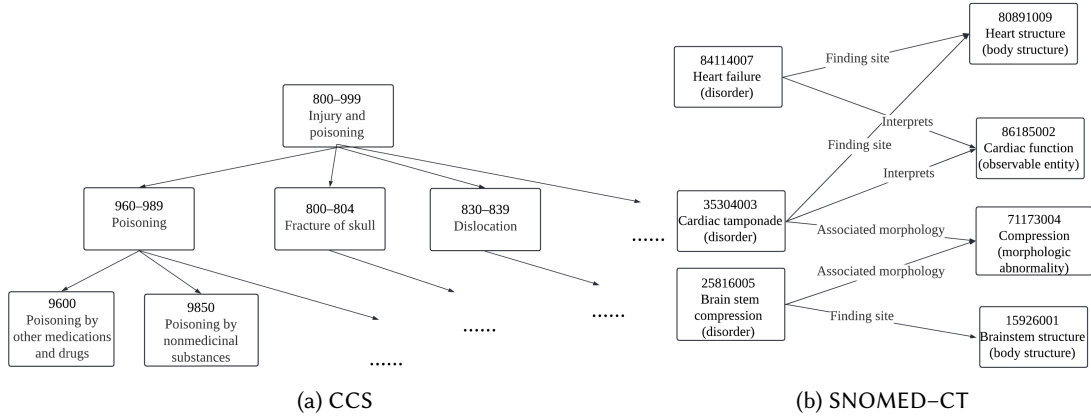 800–999
Injury and
poisoning
960–989
Poisoning
800–804
Fracture of skull
830–839
Dislocation
......
9600
Poisoning by
other medications
and drugs
9850
Poisoning by
nonmedicinal
substances
......
......
......
(a) CCS
84114007
Heart failure
(disorder)
35304003
Cardiac tamponade
(disorder)
25816005
Brain stem
compression
(disorder)
Finding site
Interprets
Finding site
Interprets
Associated morphology
Associated morphology
Finding site
80891009
Heart structure
(body structure)
86185002
Cardiac function
(observable entity)
71173004
Compression
(morphologic
abnormality)
15926001
Brainstem structure
(body structure)
(b) SNOMED–CT